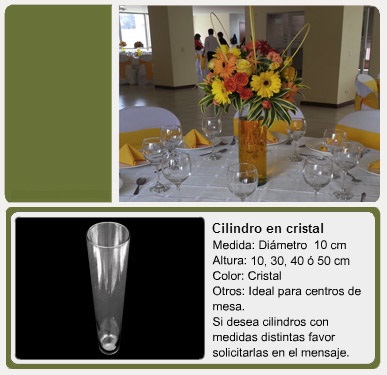 Cilindro en cristal
Medida: Diámetro 10 cm
Altura: 10, 30, 40 ó 50 cm
Color: Cristal
Otros: Ideal para centros de
mesa.
Si desea cilindros con
medidas distintas favor
solicitarlas en el mensaje.